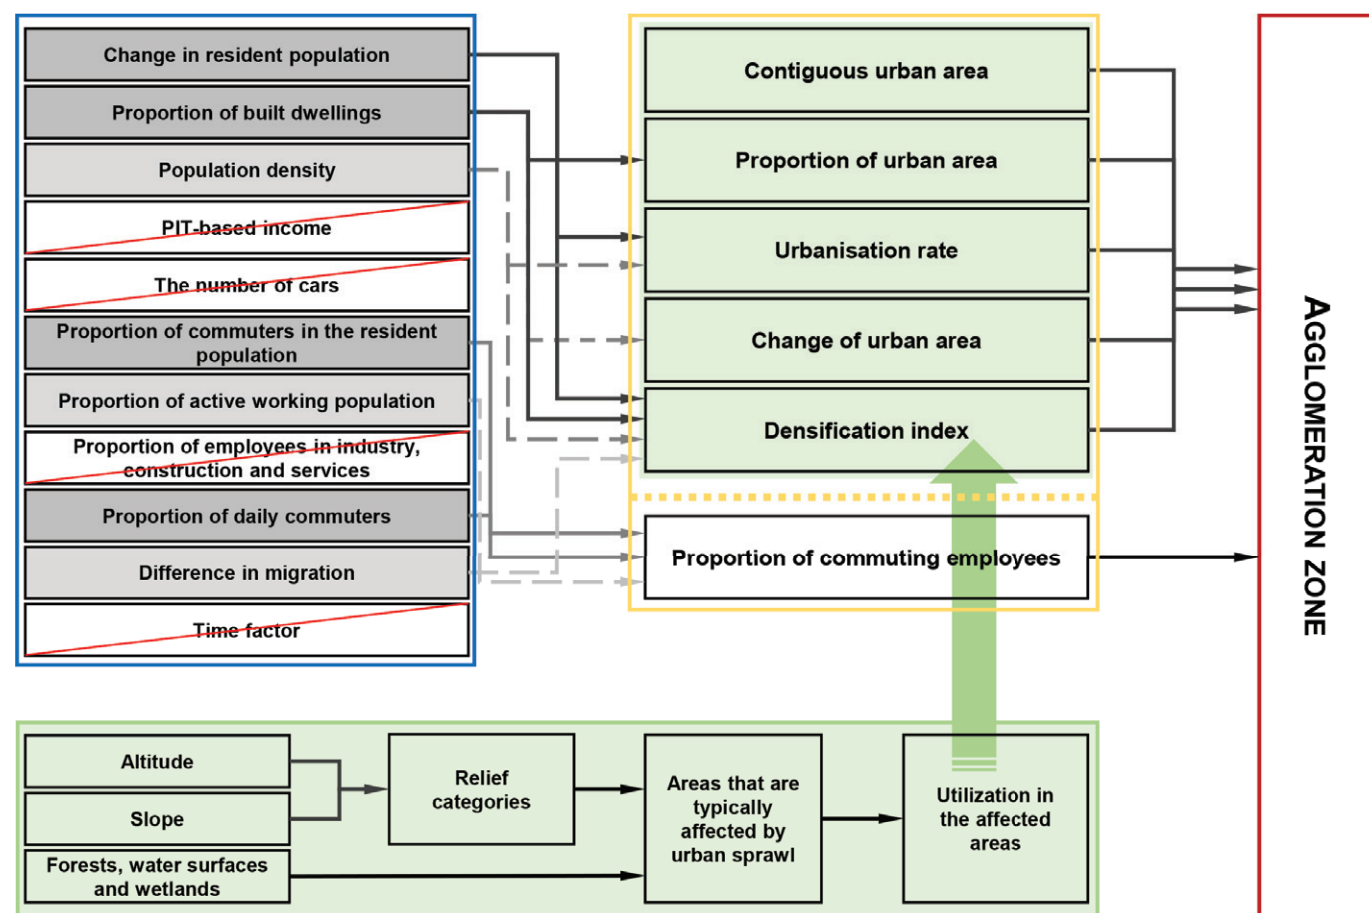 Change in resident population
Proportion of built dwellings
Population density
PIT-based income
The number of cars
Proportion of commuters in the resident
population
Proportion of active working population
Proportion of employees in industry,
construction and services
Proportion of daily commuters
Difference in migration
Time factor
Contiguous urban area
Proportion of urban area
Urbanisation rate
Change of urban area
Densification index
Proportion of commuting employees
AGGLOMERATION ZONE
Altitude
Slope
Forests, water surfaces
and wetlands
Relief
categories
Areas that are
typically
affected by
urban sprawl
Utilization in
the affected
areas